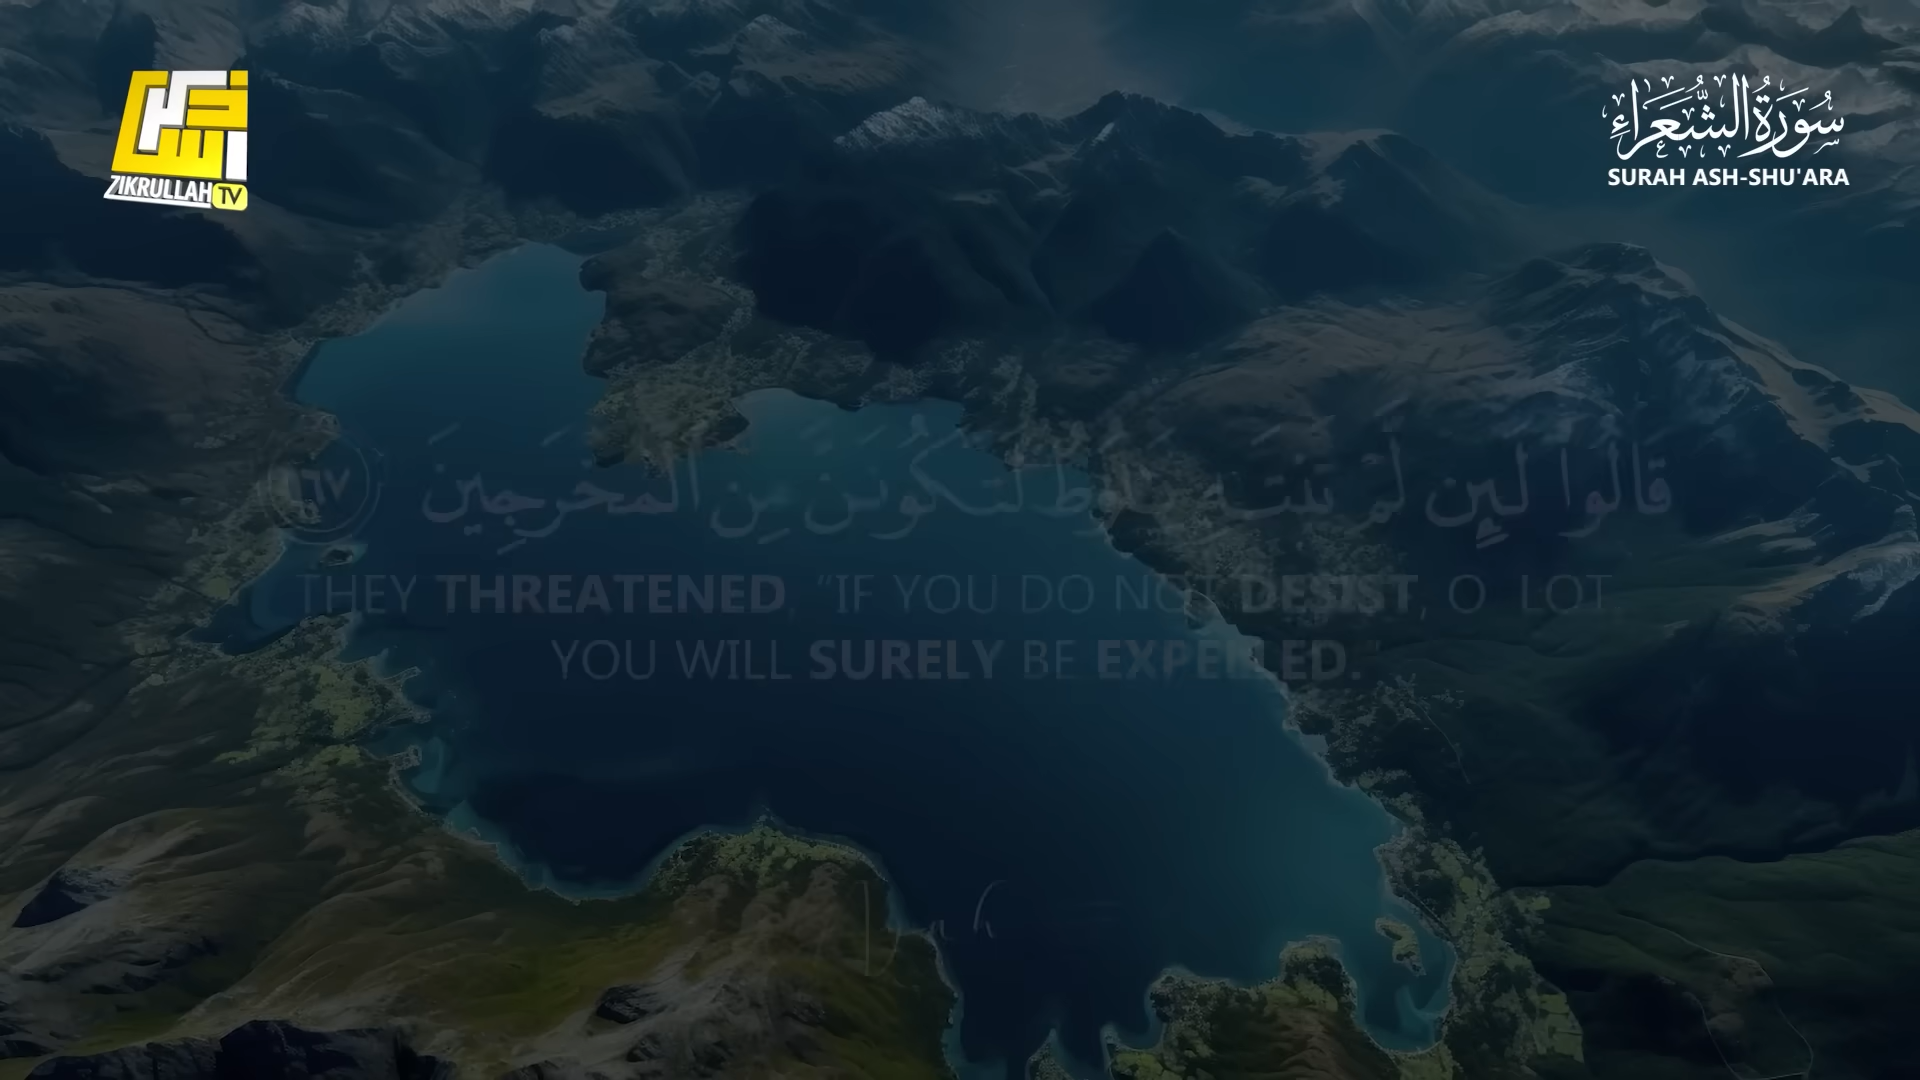 ZIKRULLAH TV
سُورَةُ الشُّعَرَاءِ
SURAH ASH-SHU'ARA
قَالُوا لَئِن لَّمْ تَنتَهِ يَا لُوطُ لَتَكُونَنَّ مِنَ الْمُخْرَجِينَ ١٦٧
THEY THREATENED, “IF YOU DO NOT DESIST, O LOT,
YOU WILL SURELY BE EXPELLED.”